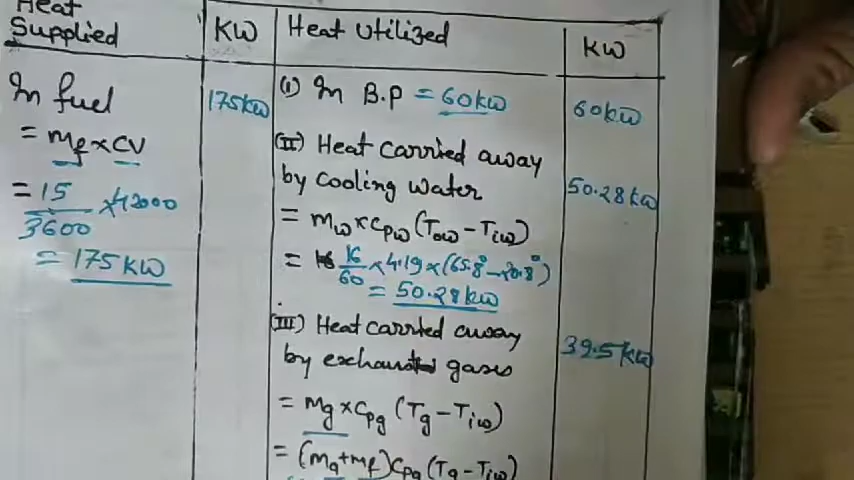 Heat
Supplied
KW
Heat Utilized
KW
In fuel
= mf × CV
= 15/3600 × 42000
= 175 KW
175kW
(i) In B.P = 60kW
60kW
(II) Heat carried away
by cooling water
= mw × Cpw (Tow - Tiw)
= 16/60 × 4.19 × (65.8° - 20.8°)
= 50.28kW
50.28kW
(III) Heat carried away
by exhaust gases
= mg × Cpg (Tg - Tiw)
= (ma + mf) Cpg (Tg - Tiw)
39.5kW